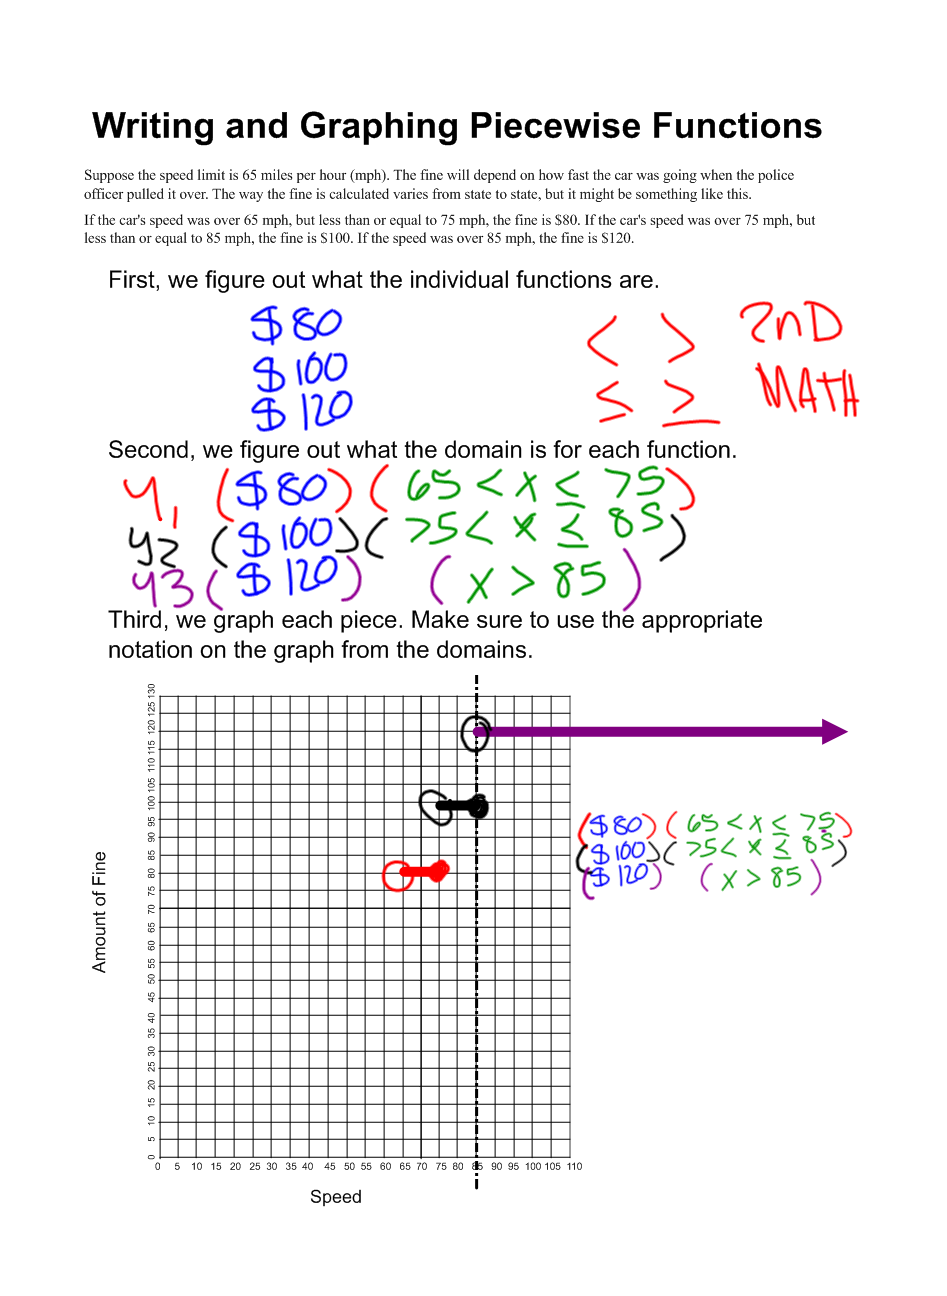 Writing and Graphing Piecewise Functions
Suppose the speed limit is 65 miles per hour (mph). The fine will depend on how fast the car was going when the police
officer pulled it over. The way the fine is calculated varies from state to state, but it might be something like this.
If the car's speed was over 65 mph, but less than or equal to 75 mph, the fine is $80. If the car's speed was over 75 mph, but
less than or equal to 85 mph, the fine is $100. If the speed was over 85 mph, the fine is $120.
First, we figure out what the individual functions are.
$80 < > 2nD
$100 ≤ ≥ MATH
$120
Second, we figure out what the domain is for each function.
y1 ($80)(65 < x ≤ 75)
y2 ($100)(75 < x ≤ 85)
y3 ($120) (x > 85)
Third, we graph each piece. Make sure to use the appropriate
notation on the graph from the domains.
130
125
120
115
110
105
100
95
90
85
80
75
70
65
60
55
50
45
40
35
30
25
20
15
10
5
0
Amount of Fine
($80)(65 < x ≤ 75)
($100)(75 < x ≤ 85)
($120) (x > 85)
0 5 10 15 20 25 30 35 40 45 50 55 60 65 70 75 80 85 90 95 100 105 110
Speed